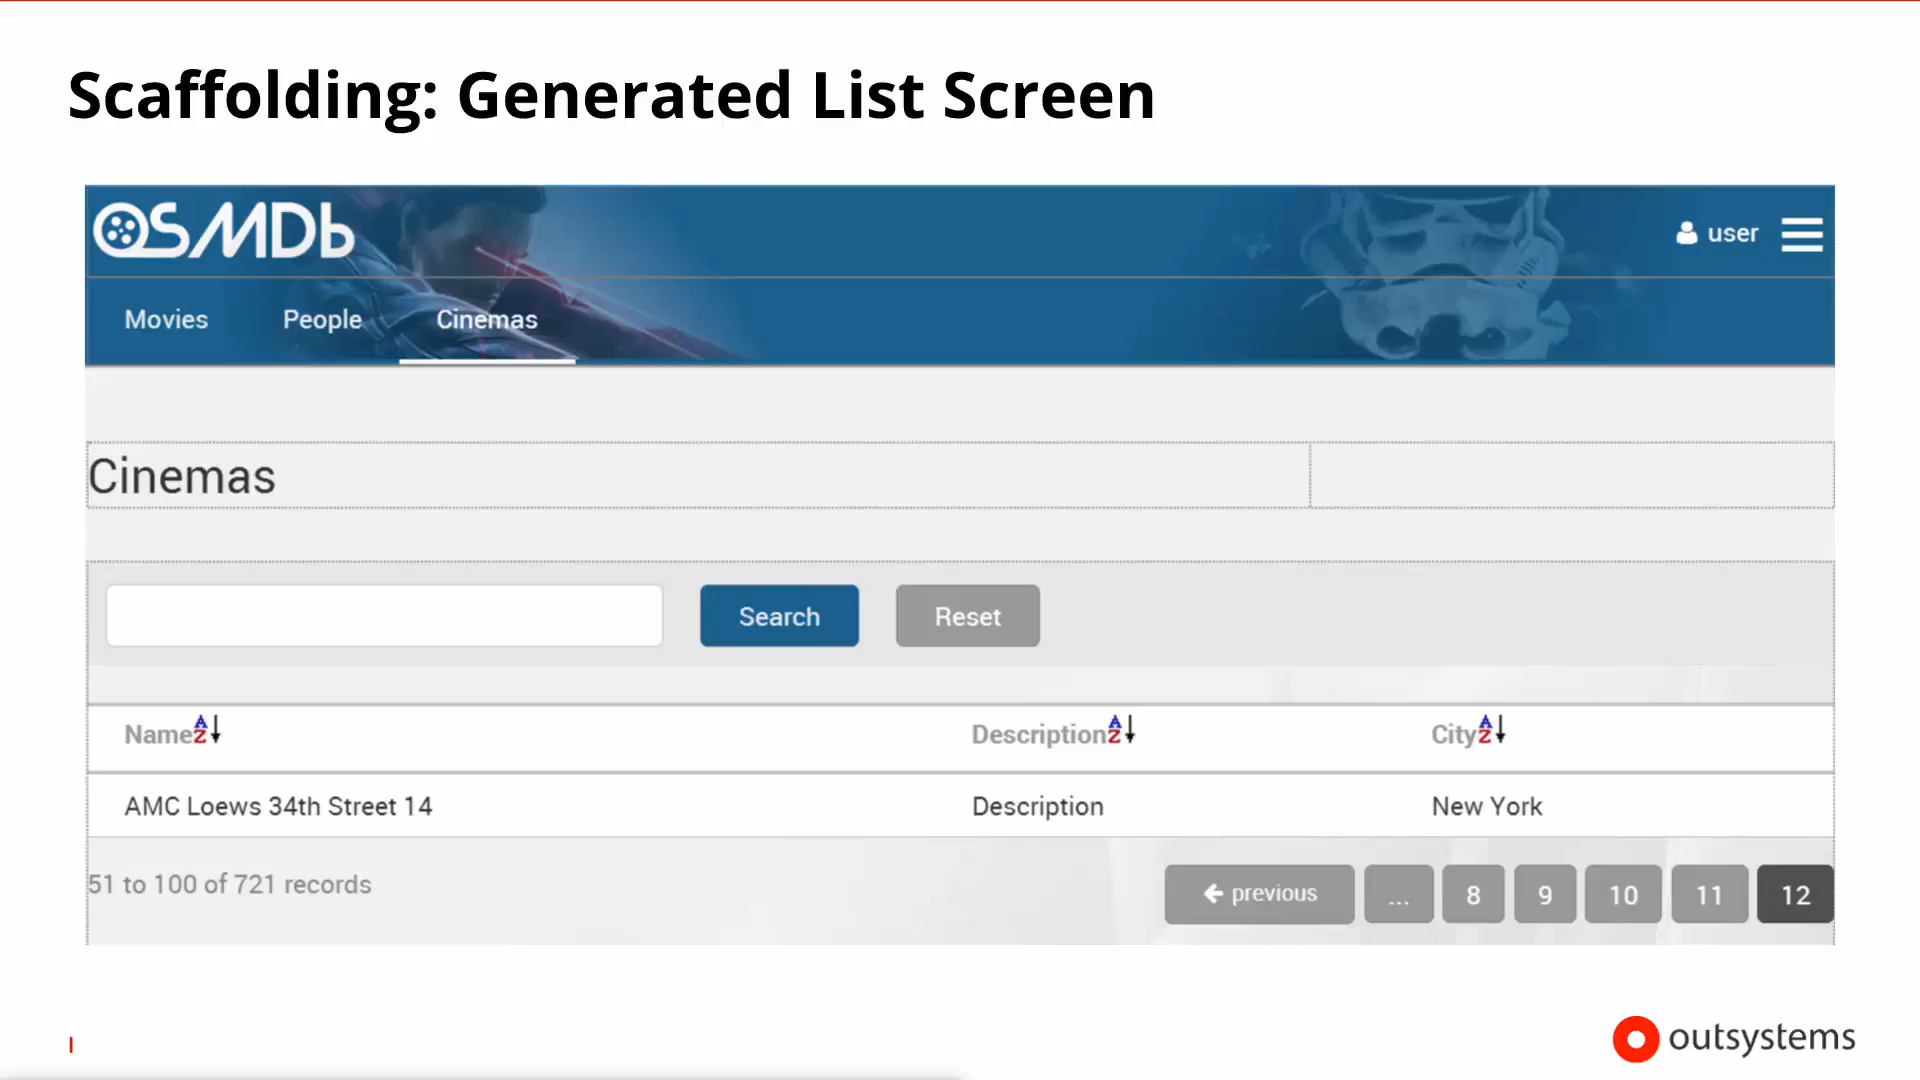 Scaffolding: Generated List Screen
OSMDb
user
Movies People Cinemas
Cinemas
Search Reset
Name Description City
AMC Loews 34th Street 14 Description New York
51 to 100 of 721 records previous ... 8 9 10 11 12
outsystems